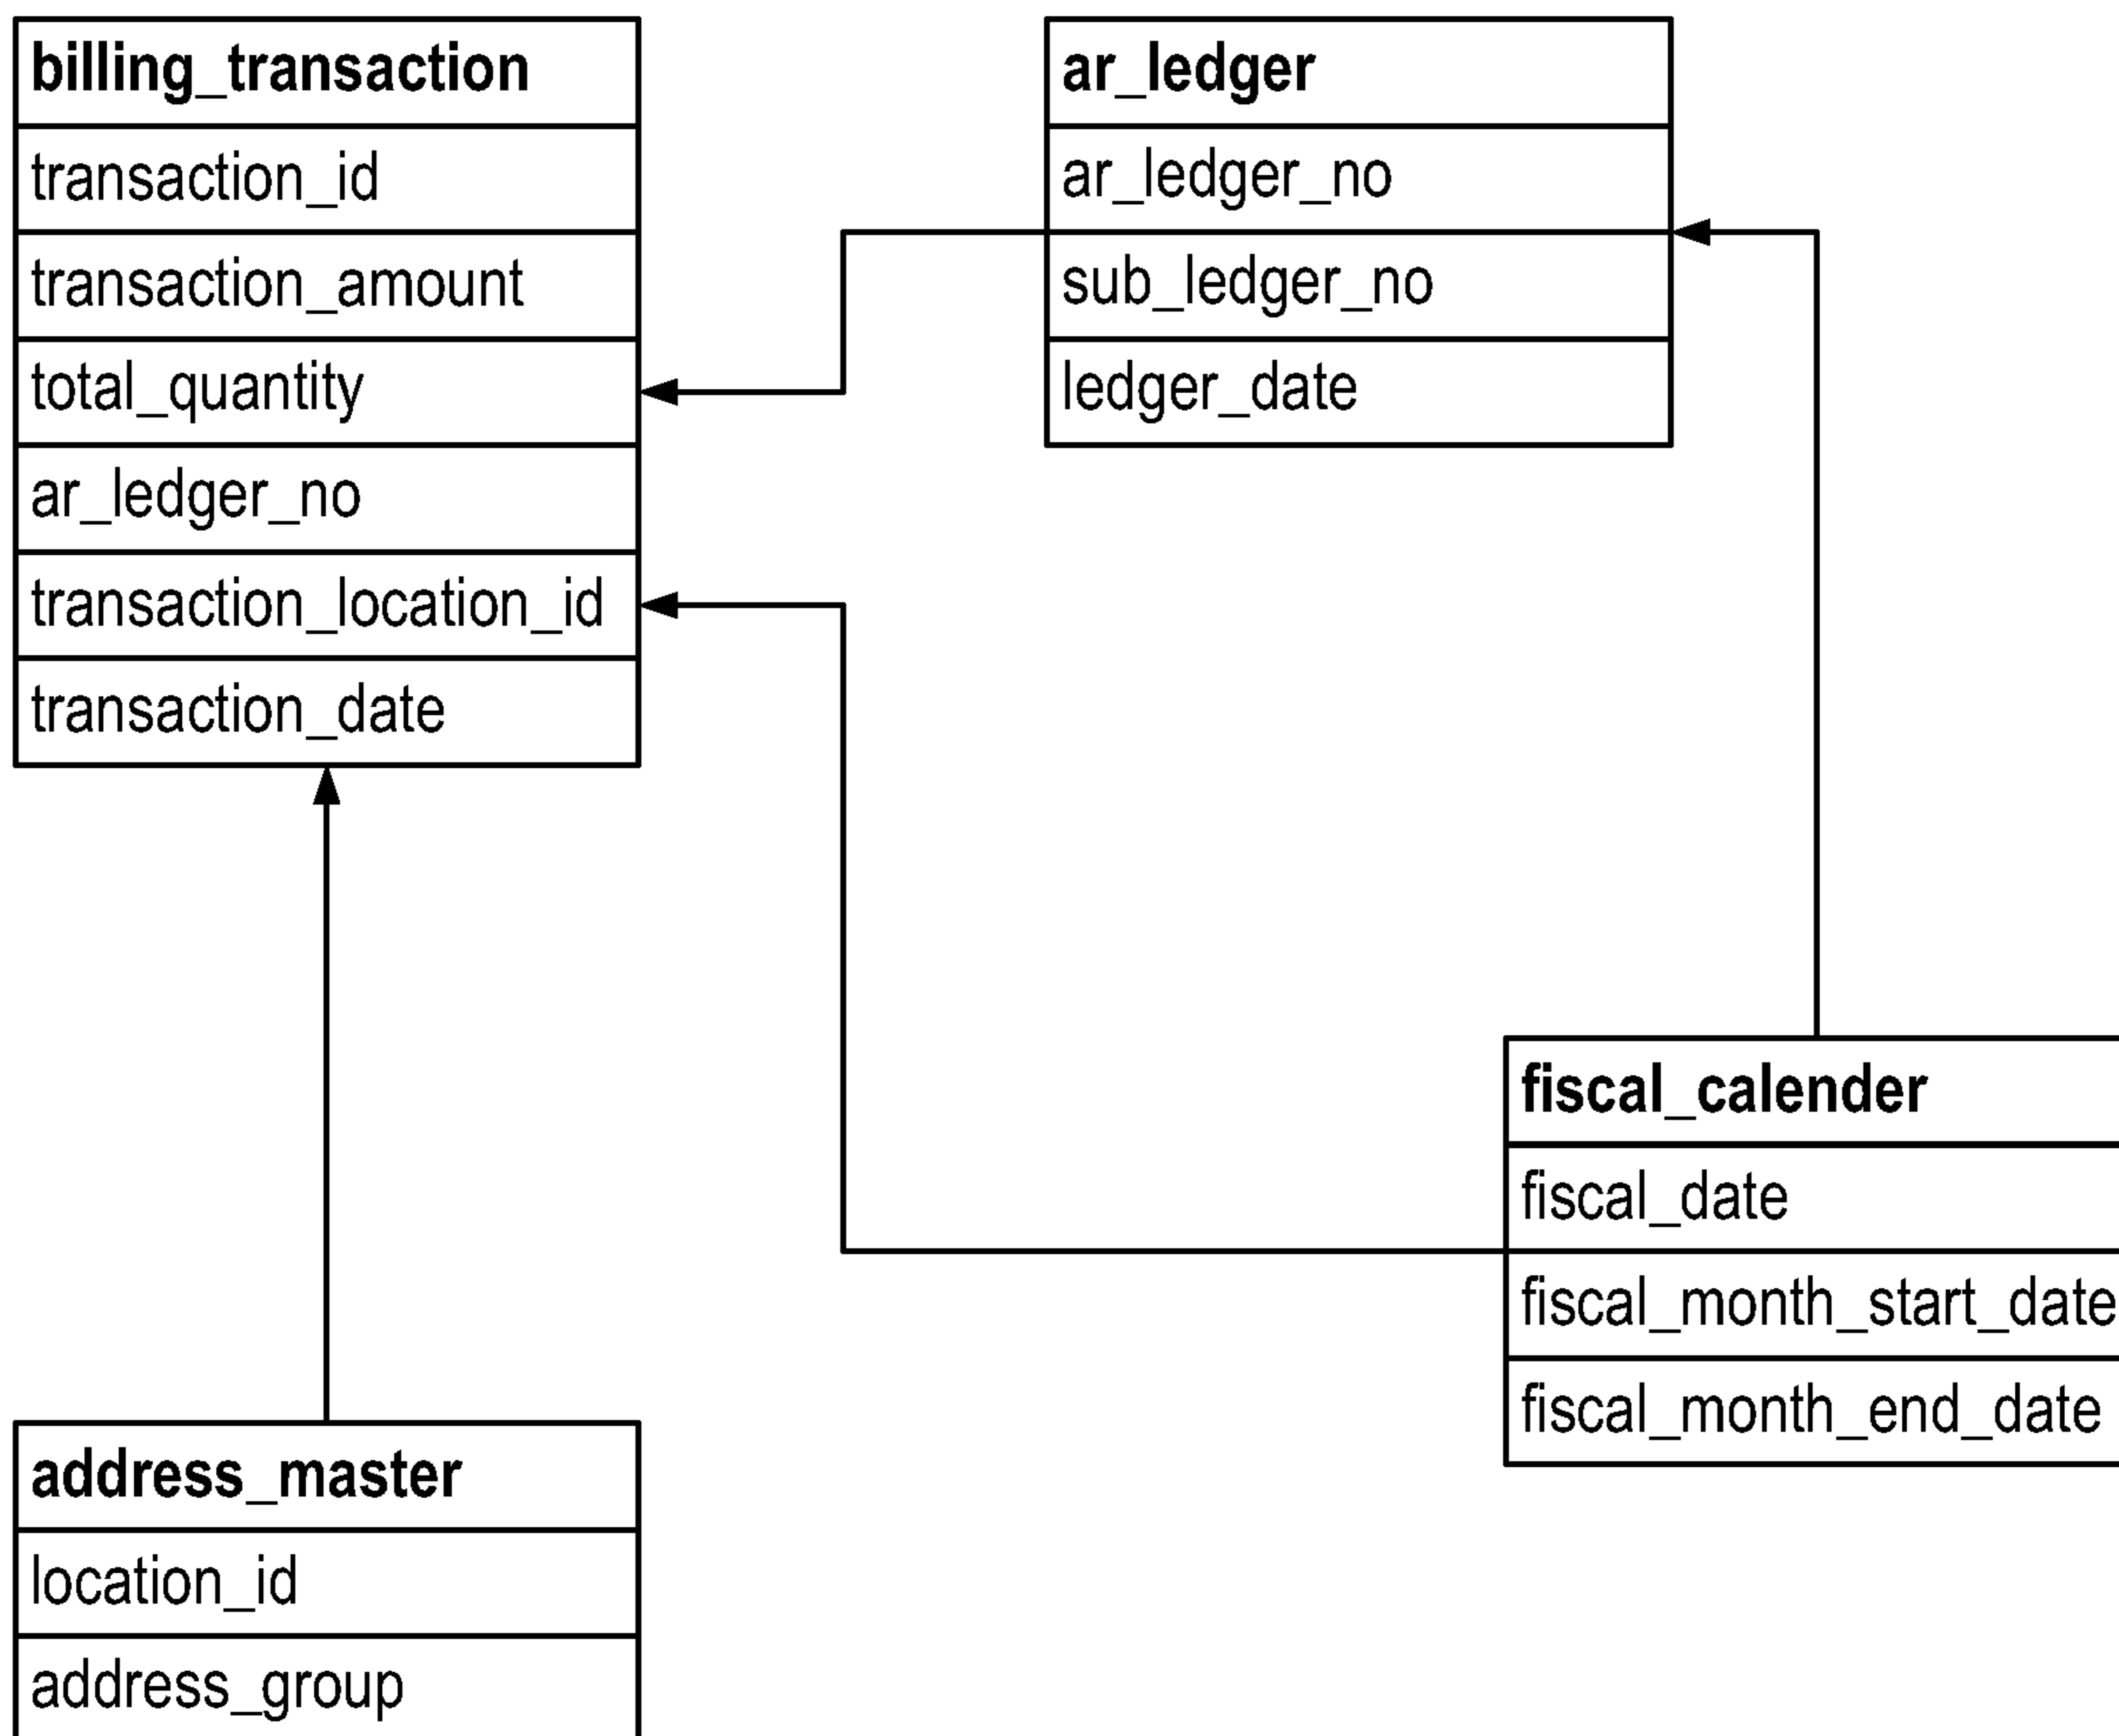 billing_transaction
transaction_id
transaction_amount
total_quantity
ar_ledger_no
transaction_location_id
transaction_date
ar_ledger
ar_ledger_no
sub_ledger_no
ledger_date
fiscal_calender
fiscal_date
fiscal_month_start_date
fiscal_month_end_date
address_master
location_id
address_group